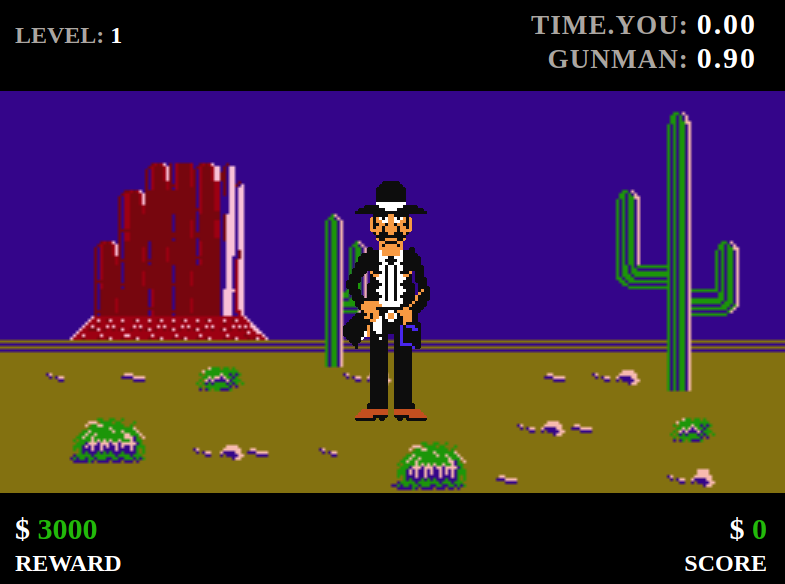 LEVEL: 1
TIME.YOU: 0.00
GUNMAN: 0.90
$ 3000
REWARD
$ 0
SCORE